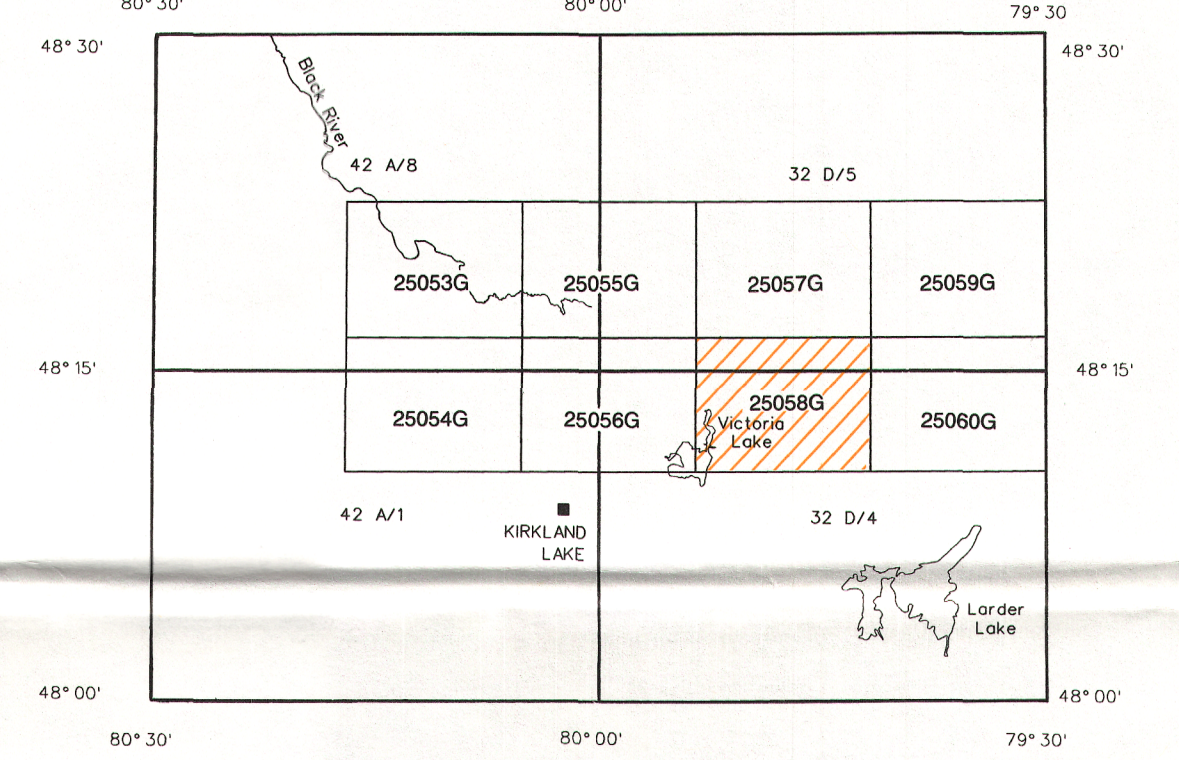 80° 30'
80° 00'
79° 30
48° 30'
48° 30'
Black River
42 A/8
32 D/5
25053G
25055G
25057G
25059G
48° 15'
48° 15'
25054G
25056G
25058G
25060G
Victoria
Lake
42 A/1
32 D/4
KIRKLAND
LAKE
Larder
Lake
48° 00'
48° 00'
80° 30'
80° 00'
79° 30'